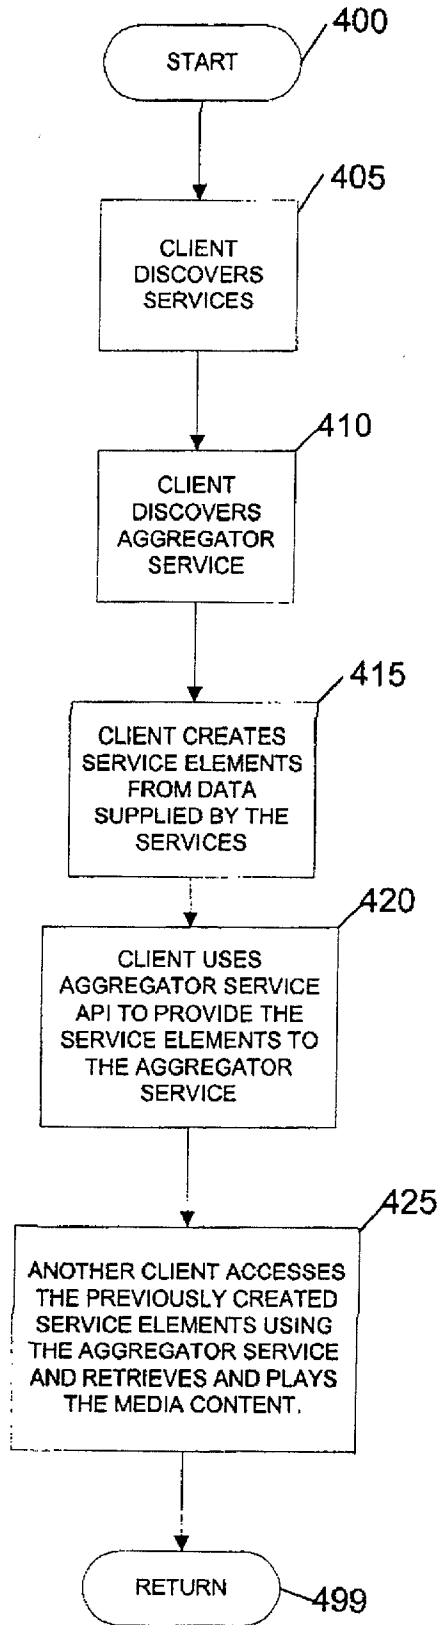 400
START
405
CLIENT
DISCOVERS
SERVICES
410
CLIENT
DISCOVERS
AGGREGATOR
SERVICE
415
CLIENT CREATES
SERVICE ELEMENTS
FROM DATA
SUPPLIED BY THE
SERVICES
420
CLIENT USES
AGGREGATOR SERVICE
API TO PROVIDE THE
SERVICE ELEMENTS TO
THE AGGREGATOR
SERVICE
425
ANOTHER CLIENT ACCESSES
THE PREVIOUSLY CREATED
SERVICE ELEMENTS USING
THE AGGREGATOR SERVICE
AND RETRIEVES AND PLAYS
THE MEDIA CONTENT.
RETURN
499